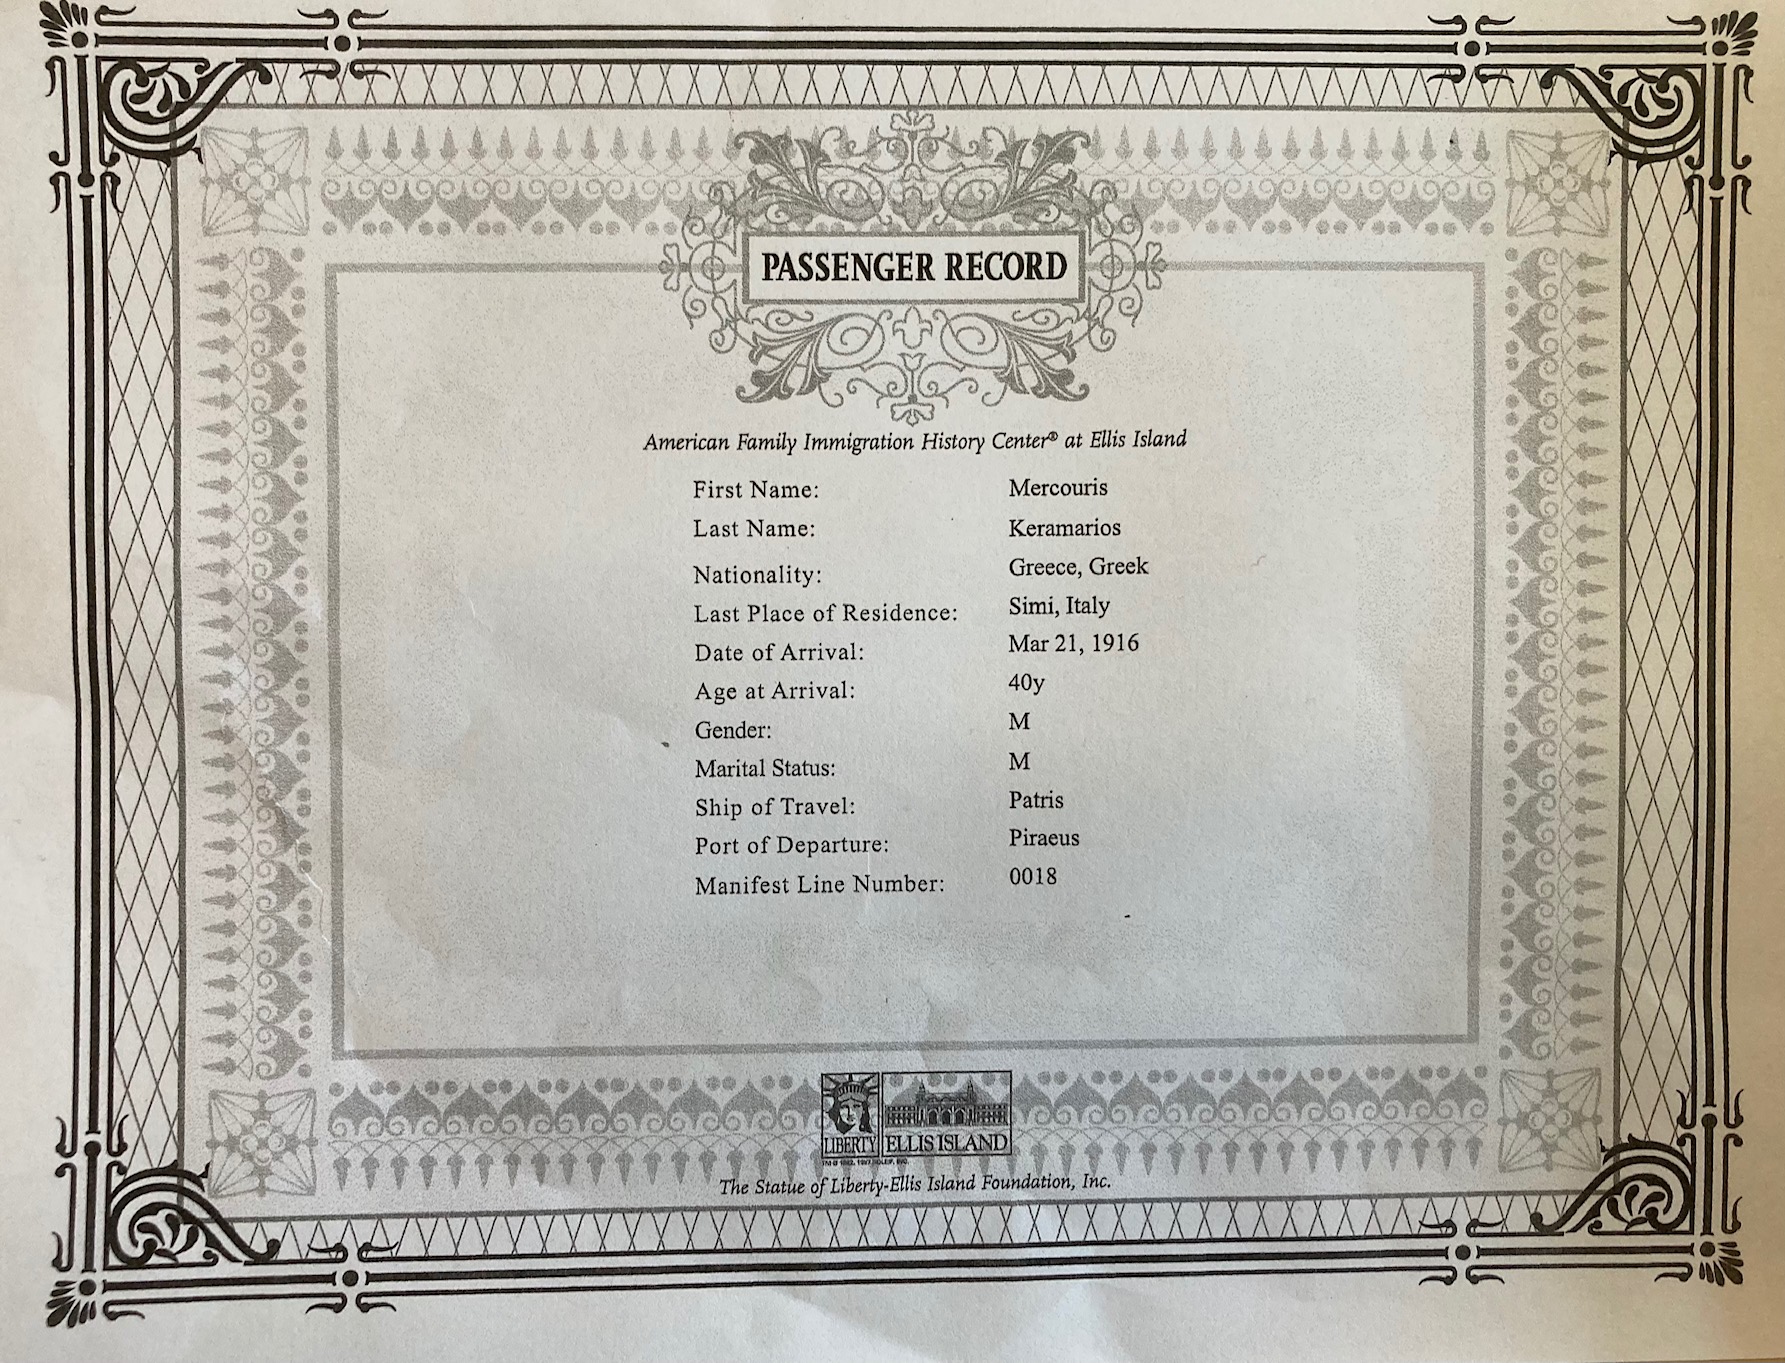 PASSENGER RECORD
American Family Immigration History Center® at Ellis Island
First Name: Mercouris
Last Name: Keramarios
Nationality: Greece, Greek
Last Place of Residence: Simi, Italy
Date of Arrival: Mar 21, 1916
Age at Arrival: 40y
Gender: M
Marital Status: M
Ship of Travel: Patris
Port of Departure: Piraeus
Manifest Line Number: 0018
LIBERTY ELLIS ISLAND
The Statue of Liberty-Ellis Island Foundation, Inc.